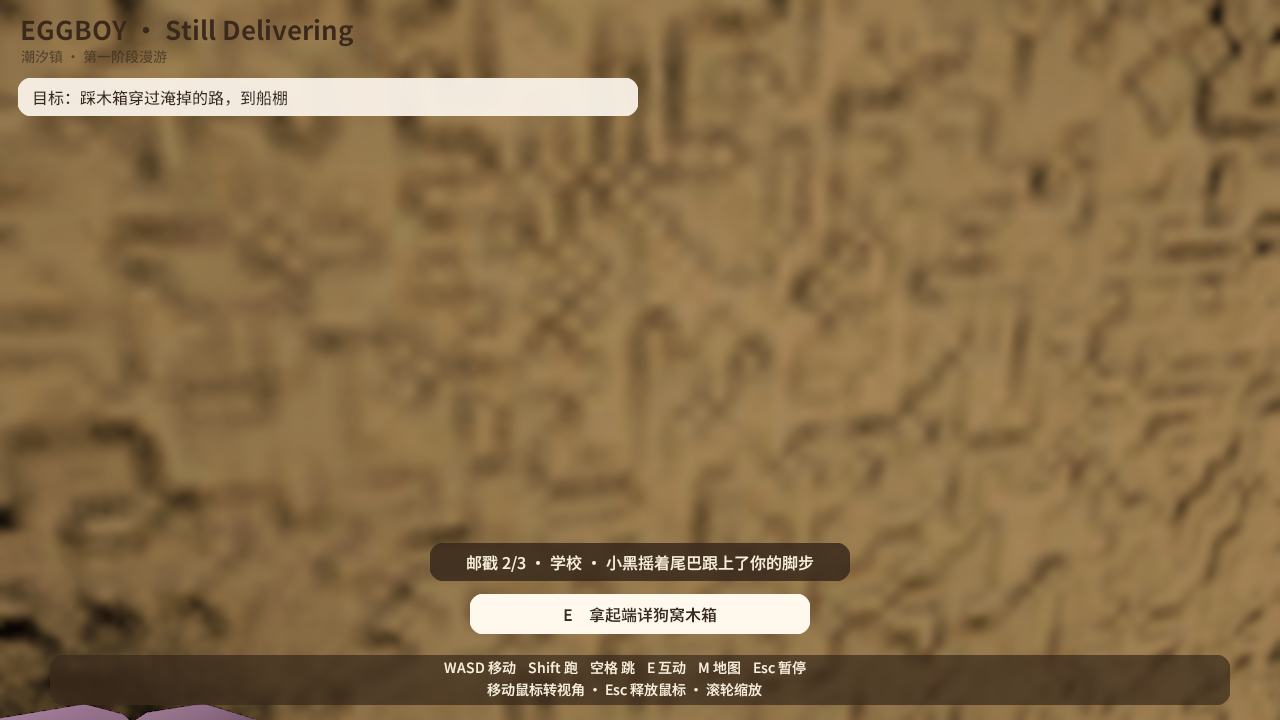 EGGBOY · Still Delivering
潮汐镇 · 第一阶段漫游
目标：踩木箱穿过淹掉的路，到船棚
邮戳 2/3 · 学校 · 小黑摇着尾巴跟上了你的脚步
E 拿起端详狗窝木箱
WASD 移动 Shift 跑 空格 跳 E 互动 M 地图 Esc 暂停
移动鼠标转视角 · Esc 释放鼠标 · 滚轮缩放